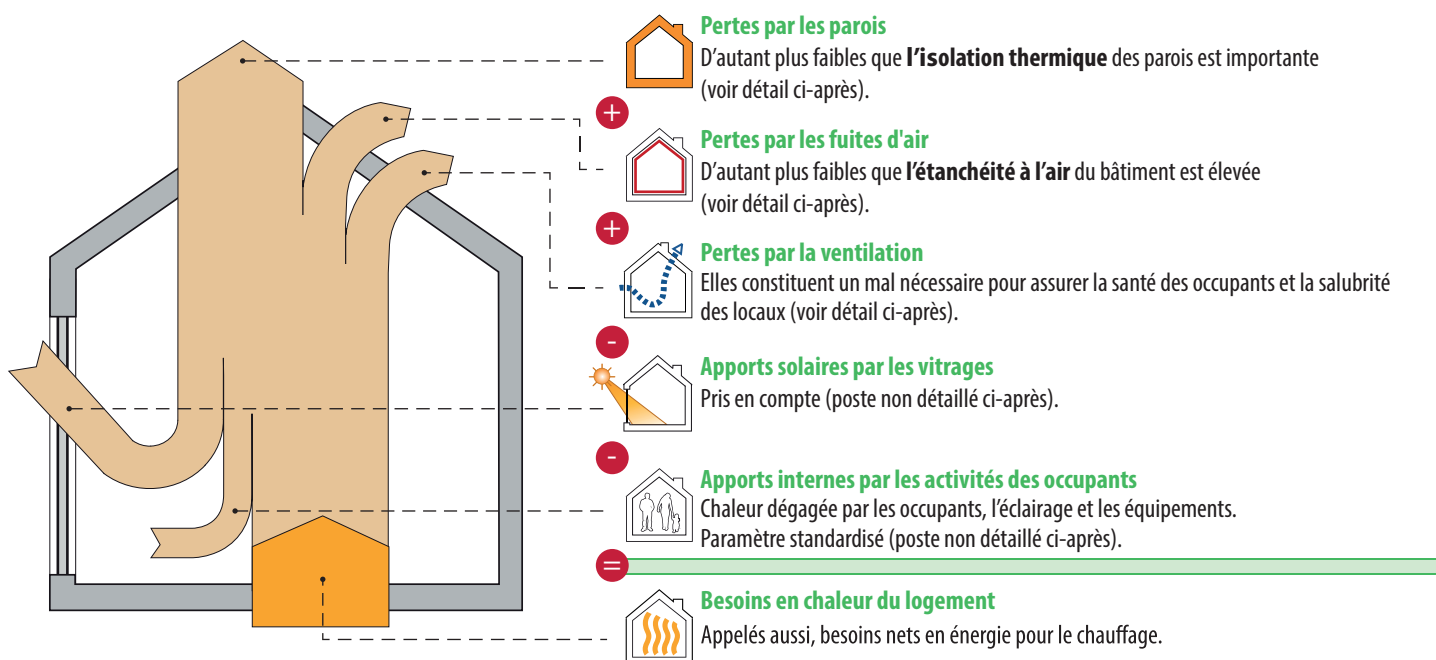 Pertes par les parois
D'autant plus faibles que l'isolation thermique des parois est importante
(voir détail ci-après).
+
Pertes par les fuites d'air
D'autant plus faibles que l'étanchéité à l'air du bâtiment est élevée
(voir détail ci-après).
+
Pertes par la ventilation
Elles constituent un mal nécessaire pour assurer la santé des occupants et la salubrité
des locaux (voir détail ci-après).
-
Apports solaires par les vitrages
Pris en compte (poste non détaillé ci-après).
-
Apports internes par les activités des occupants
Chaleur dégagée par les occupants, l'éclairage et les équipements.
Paramètre standardisé (poste non détaillé ci-après).
=
Besoins en chaleur du logement
Appelés aussi, besoins nets en énergie pour le chauffage.